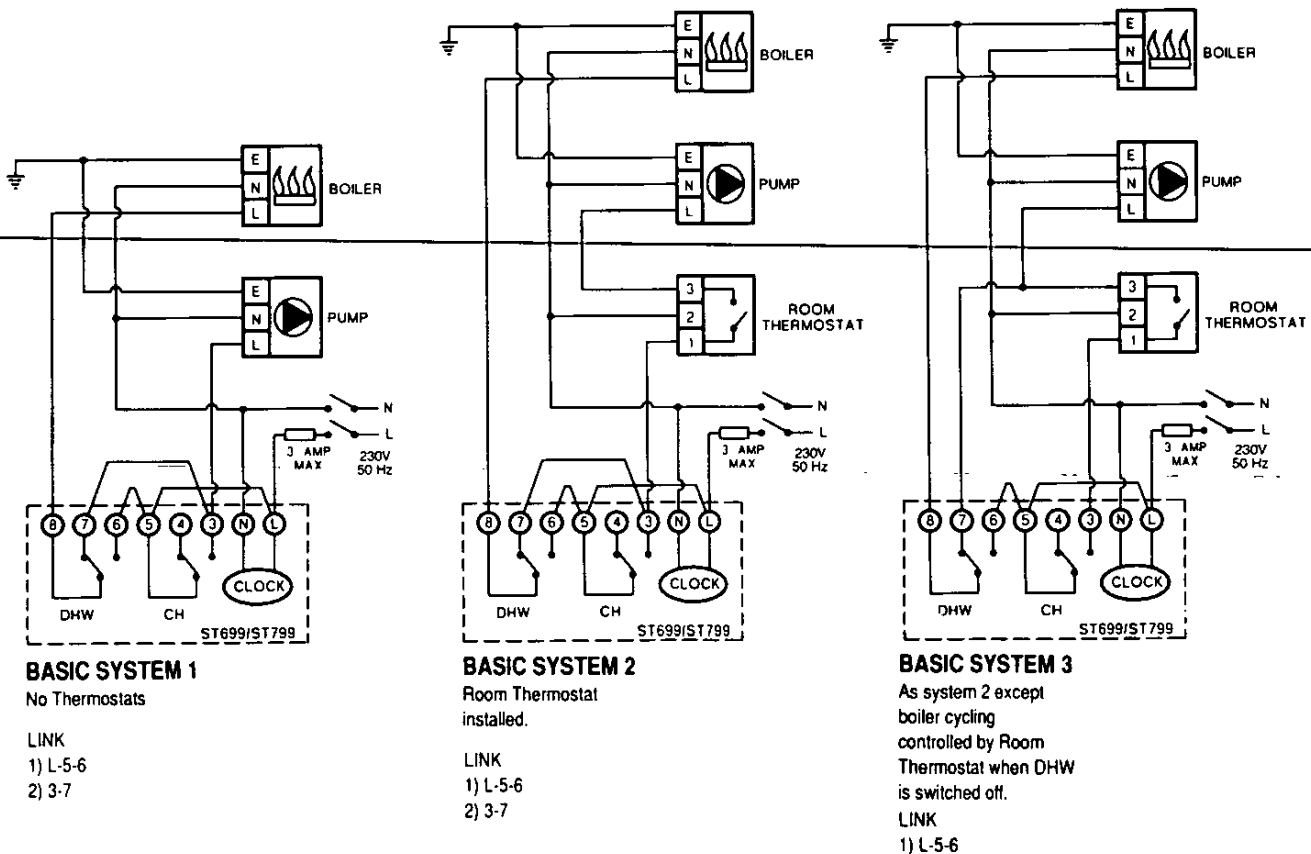 E
N
L
BOILER
E
N
L
PUMP
N
L
3 AMP
MAX
230V
50 Hz
8 7 6 5 4 3 N L
CLOCK
DHW
CH
ST699/ST799
BASIC SYSTEM 1
No Thermostats
LINK
1) L-5-6
2) 3-7
E
N
L
BOILER
E
N
L
PUMP
3
2
1
ROOM
THERMOSTAT
N
L
3 AMP
MAX
230V
50 Hz
8 7 6 5 4 3 N L
CLOCK
DHW
CH
ST699/ST799
BASIC SYSTEM 2
Room Thermostat
installed.
LINK
1) L-5-6
2) 3-7
E
N
L
BOILER
E
N
L
PUMP
3
2
1
ROOM
THERMOSTAT
N
L
3 AMP
MAX
230V
50 Hz
8 7 6 5 4 3 N L
CLOCK
DHW
CH
ST699/ST799
BASIC SYSTEM 3
As system 2 except
boiler cycling
controlled by Room
Thermostat when DHW
is switched off.
LINK
1) L-5-6